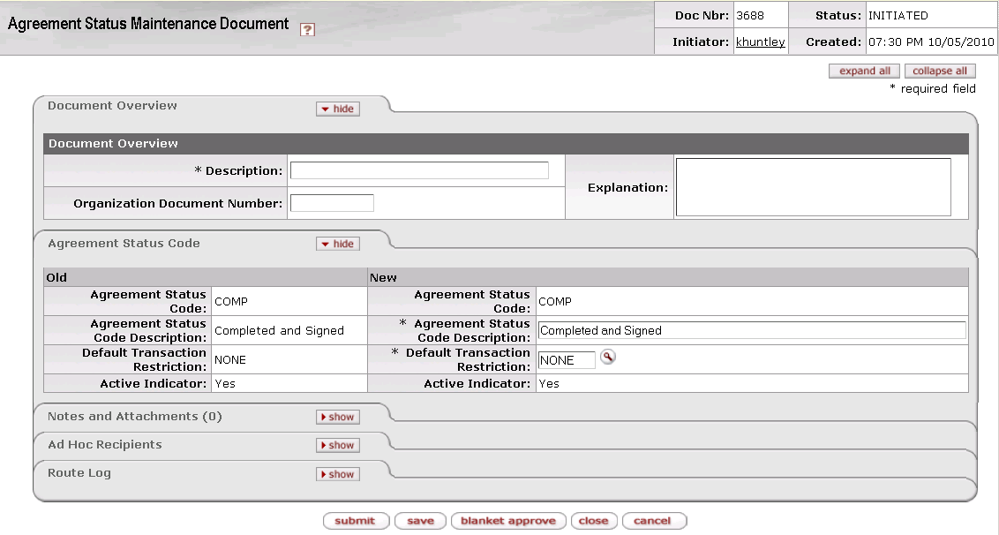 Agreement Status Maintenance Document ?
Doc Nbr: 3688 Status: INITIATED
Initiator: khuntley Created: 07:30 PM 10/05/2010
expand all collapse all
* required field
Document Overview hide
Document Overview
* Description: Explanation:
Organization Document Number:
Agreement Status Code hide
Old New
Agreement Status Code: COMP Agreement Status Code: COMP
Agreement Status Code Description: Completed and Signed * Agreement Status Code Description: Completed and Signed
Default Transaction Restriction: NONE * Default Transaction Restriction: NONE
Active Indicator: Yes Active Indicator: Yes
Notes and Attachments (0) show
Ad Hoc Recipients show
Route Log show
submit save blanket approve close cancel